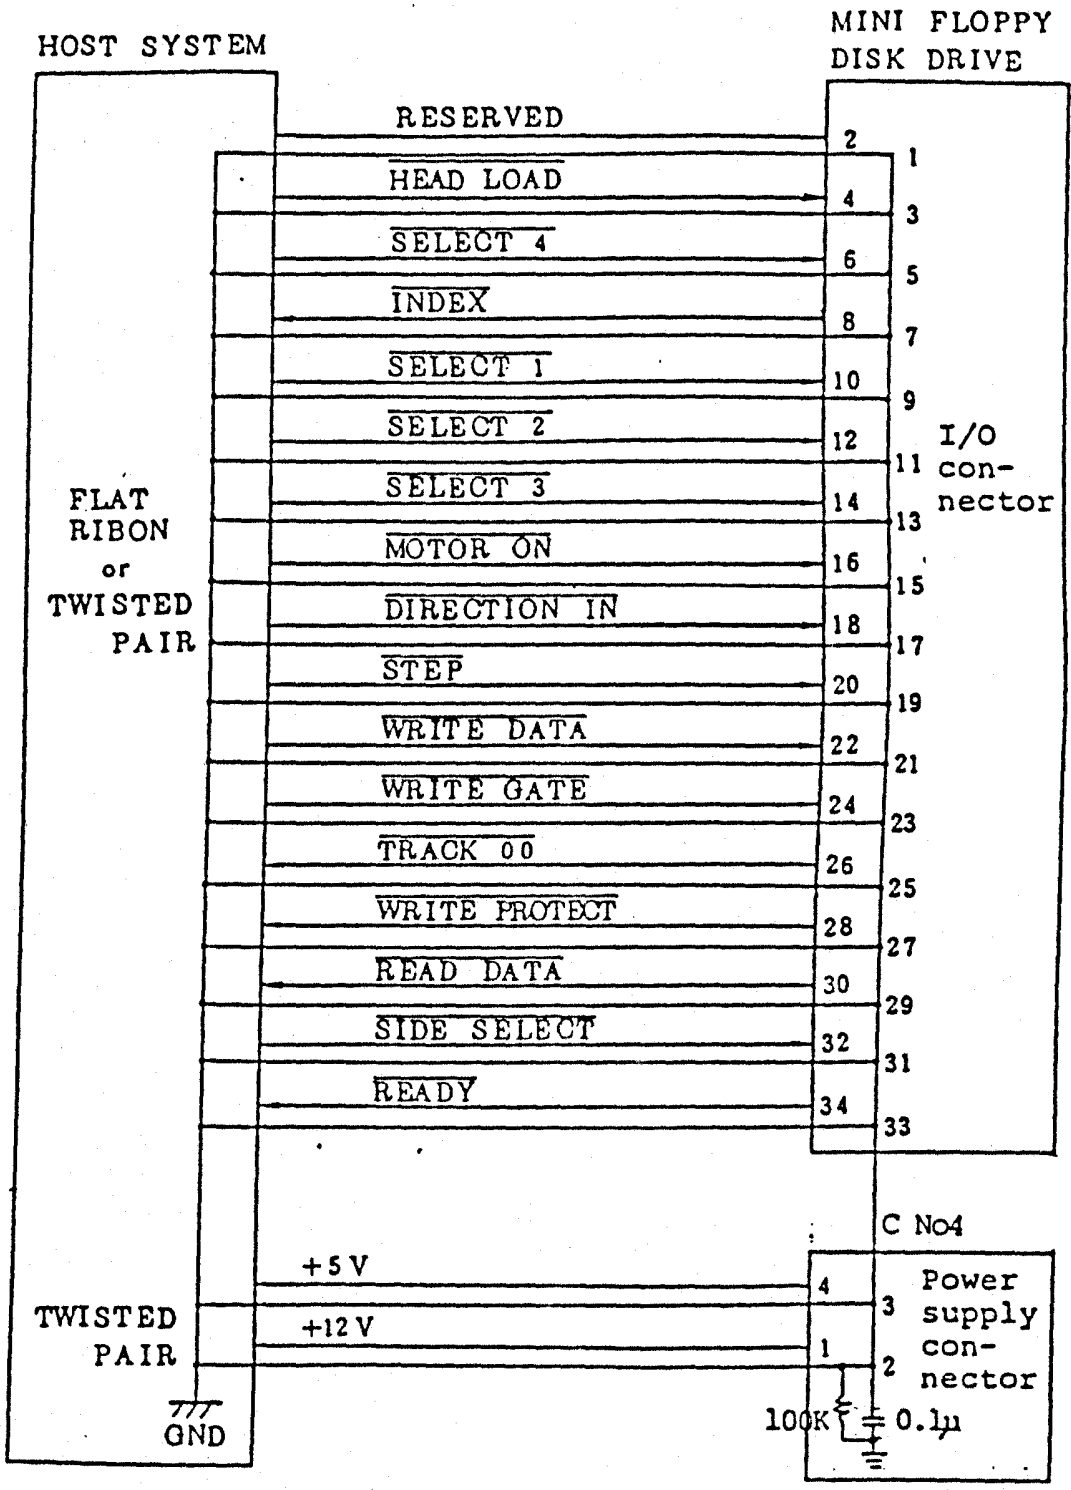 HOST SYSTEM
MINI FLOPPY
DISK DRIVE
RESERVED
2
1
HEAD LOAD
4
3
SELECT 4
6
5
INDEX
8
7
SELECT 1
10
9
SELECT 2
12
11
SELECT 3
14
13
MOTOR ON
16
15
DIRECTION IN
18
17
STEP
20
19
WRITE DATA
22
21
WRITE GATE
24
23
TRACK 00
26
25
WRITE PROTECT
28
27
READ DATA
30
29
SIDE SELECT
32
31
READY
34
33
FLAT
RIBON
or
TWISTED
PAIR
I/O
con-
nector
C No4
+5V
4
3
+12V
1
2
TWISTED
PAIR
GND
Power
supply
con-
nector
100K
0.1μ